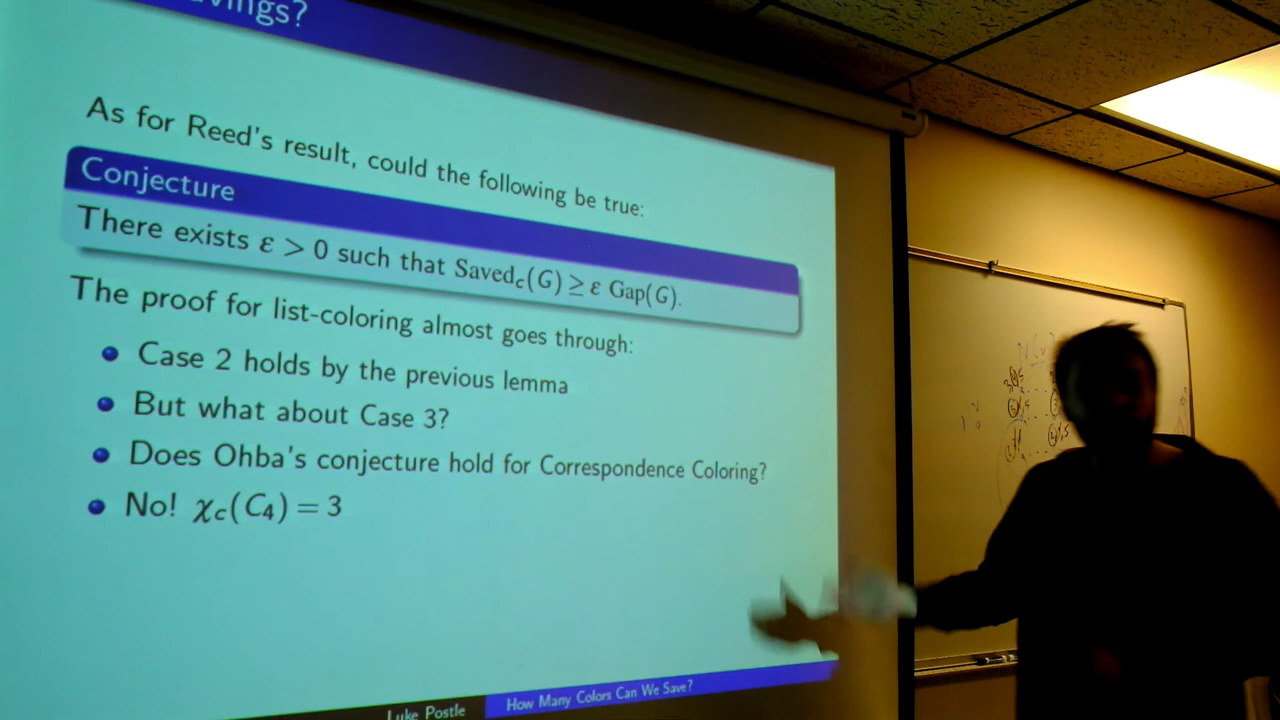 As for Reed's result, could the following be true:
Conjecture
There exists ε > 0 such that Saved_c(G) ≥ ε Gap(G).
The proof for list-coloring almost goes through:
Case 2 holds by the previous lemma
But what about Case 3?
Does Ohba's conjecture hold for Correspondence Coloring?
No! χ_c(C_4) = 3
Luke Postle
How Many Colors Can We Save?